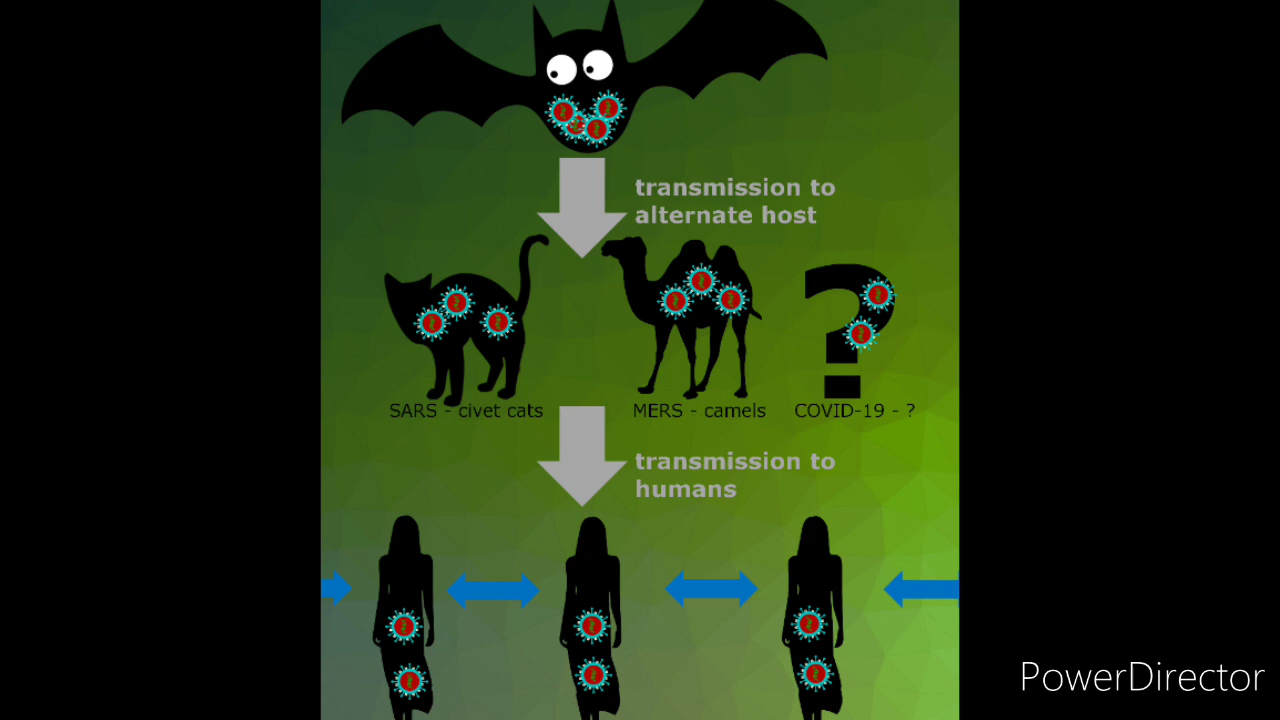 transmission to
alternate host
SARS - civet cats
MERS - camels
COVID-19 - ?
transmission to
humans
PowerDirector